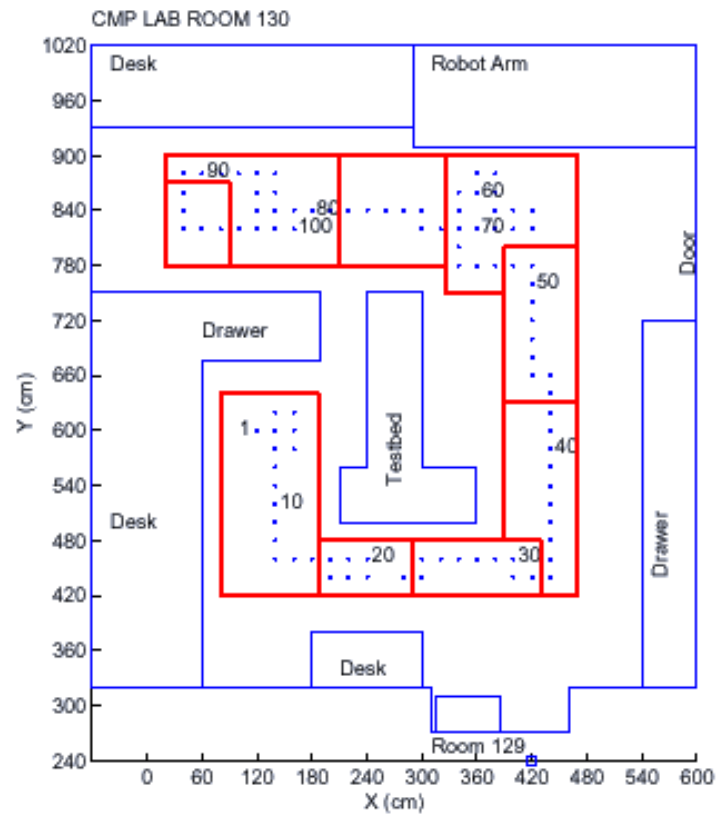 CMP LAB ROOM 130
1020
Desk
Robot Arm
960
900
90
60
840
80
100
70
Door
780
50
720
Drawer
660
Y (cm)
600
1
40
Testbed
540
10
Desk
Drawer
480
20
30
420
360
Desk
300
Room 129
240
0 60 120 180 240 300 360 420 480 540 600
X (cm)